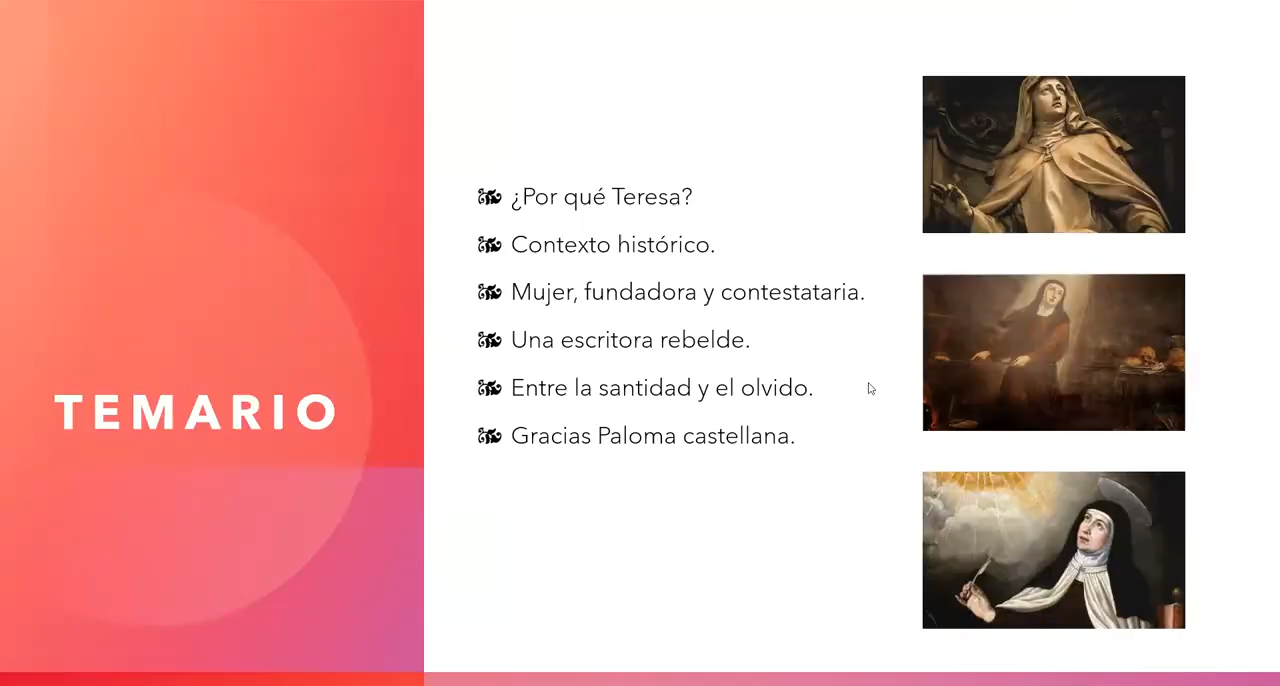 TEMARIO
¿Por qué Teresa?
Contexto histórico.
Mujer, fundadora y contestataria.
Una escritora rebelde.
Entre la santidad y el olvido.
Gracias Paloma castellana.